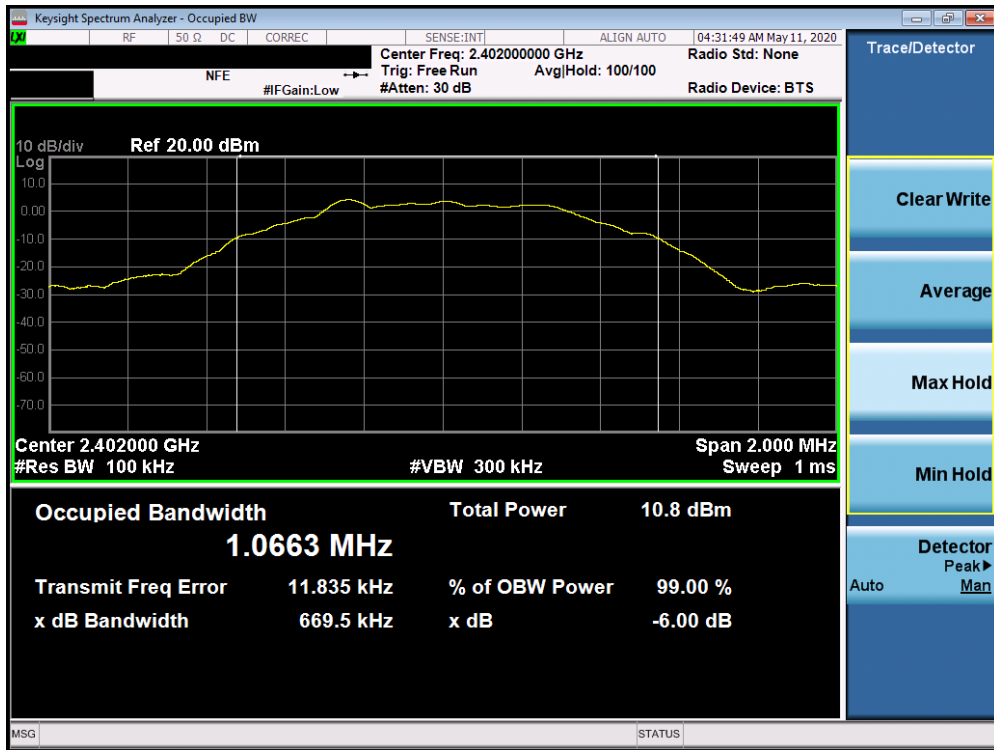 Keysight Spectrum Analyzer - Occupied BW
LXI RF 50 Ω DC CORREC SENSE:INT ALIGN AUTO 04:31:49 AM May 11, 2020
Center Freq: 2.402000000 GHz Radio Std: None
NFE Trig: Free Run Avg|Hold: 100/100
#IFGain:Low #Atten: 30 dB Radio Device: BTS
10 dB/div Ref 20.00 dBm
Log
10.0
0.00
-10.0
-20.0
-30.0
-40.0
-50.0
-60.0
-70.0
Center 2.402000 GHz Span 2.000 MHz
#Res BW 100 kHz #VBW 300 kHz Sweep 1 ms
Occupied Bandwidth Total Power 10.8 dBm
1.0663 MHz
Transmit Freq Error 11.835 kHz % of OBW Power 99.00 %
x dB Bandwidth 669.5 kHz x dB -6.00 dB
Trace/Detector
Clear Write
Average
Max Hold
Min Hold
Detector
Peak▶
Auto Man
MSG STATUS